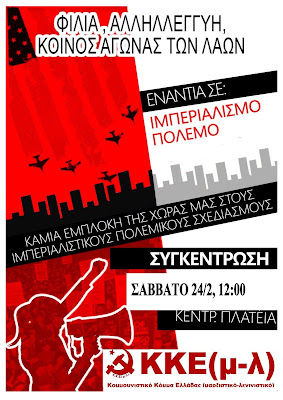 ΦΙΛΙΑ , ΑΛΛΗΛΛΕΓΓΥΗ,
ΚΟΙΝΟΣ ΑΓΩΝΑΣ ΤΩΝ ΛΑΩΝ
ΕΝΑΝΤΙΑ ΣΕ:
ΙΜΠΕΡΙΑΛΙΣΜΟ
ΠΟΛΕΜΟ
ΚΑΜΙΑ ΕΜΠΛΟΚΗ ΤΗΣ ΧΩΡΑΣ ΜΑΣ ΣΤΟΥΣ
ΙΜΠΕΡΙΑΛΙΣΤΙΚΟΥΣ ΠΟΛΕΜΙΚΟΥΣ ΣΧΕΔΙΑΣΜΟΥΣ
ΣΥΓΚΕΝΤΡΩΣΗ
ΣΑΒΒΑΤΟ 24/2, 12:00
ΚΕΝΤΡ. ΠΛΑΤΕΙΑ
ΚΚΕ(μ-λ)
Κομμουνιστικό Κόμμα Ελλάδας (μαρξιστικό-λενινιστικό)